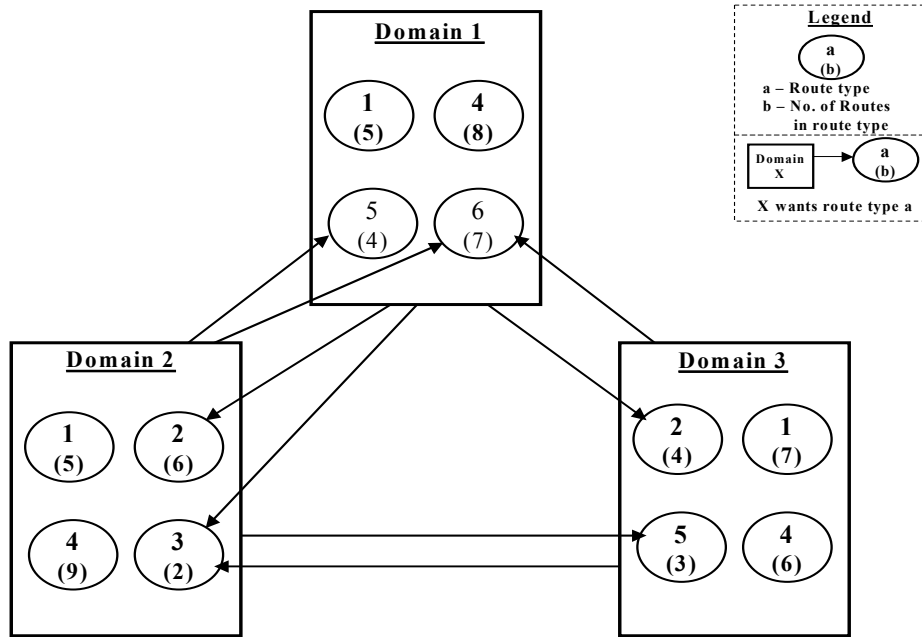 Domain 1
1
(5)
4
(8)
5
(4)
6
(7)
Legend
a
(b)
a – Route type
b – No. of Routes
in route type
Domain
X
a
(b)
X wants route type a
Domain 2
1
(5)
2
(6)
4
(9)
3
(2)
Domain 3
2
(4)
1
(7)
5
(3)
4
(6)